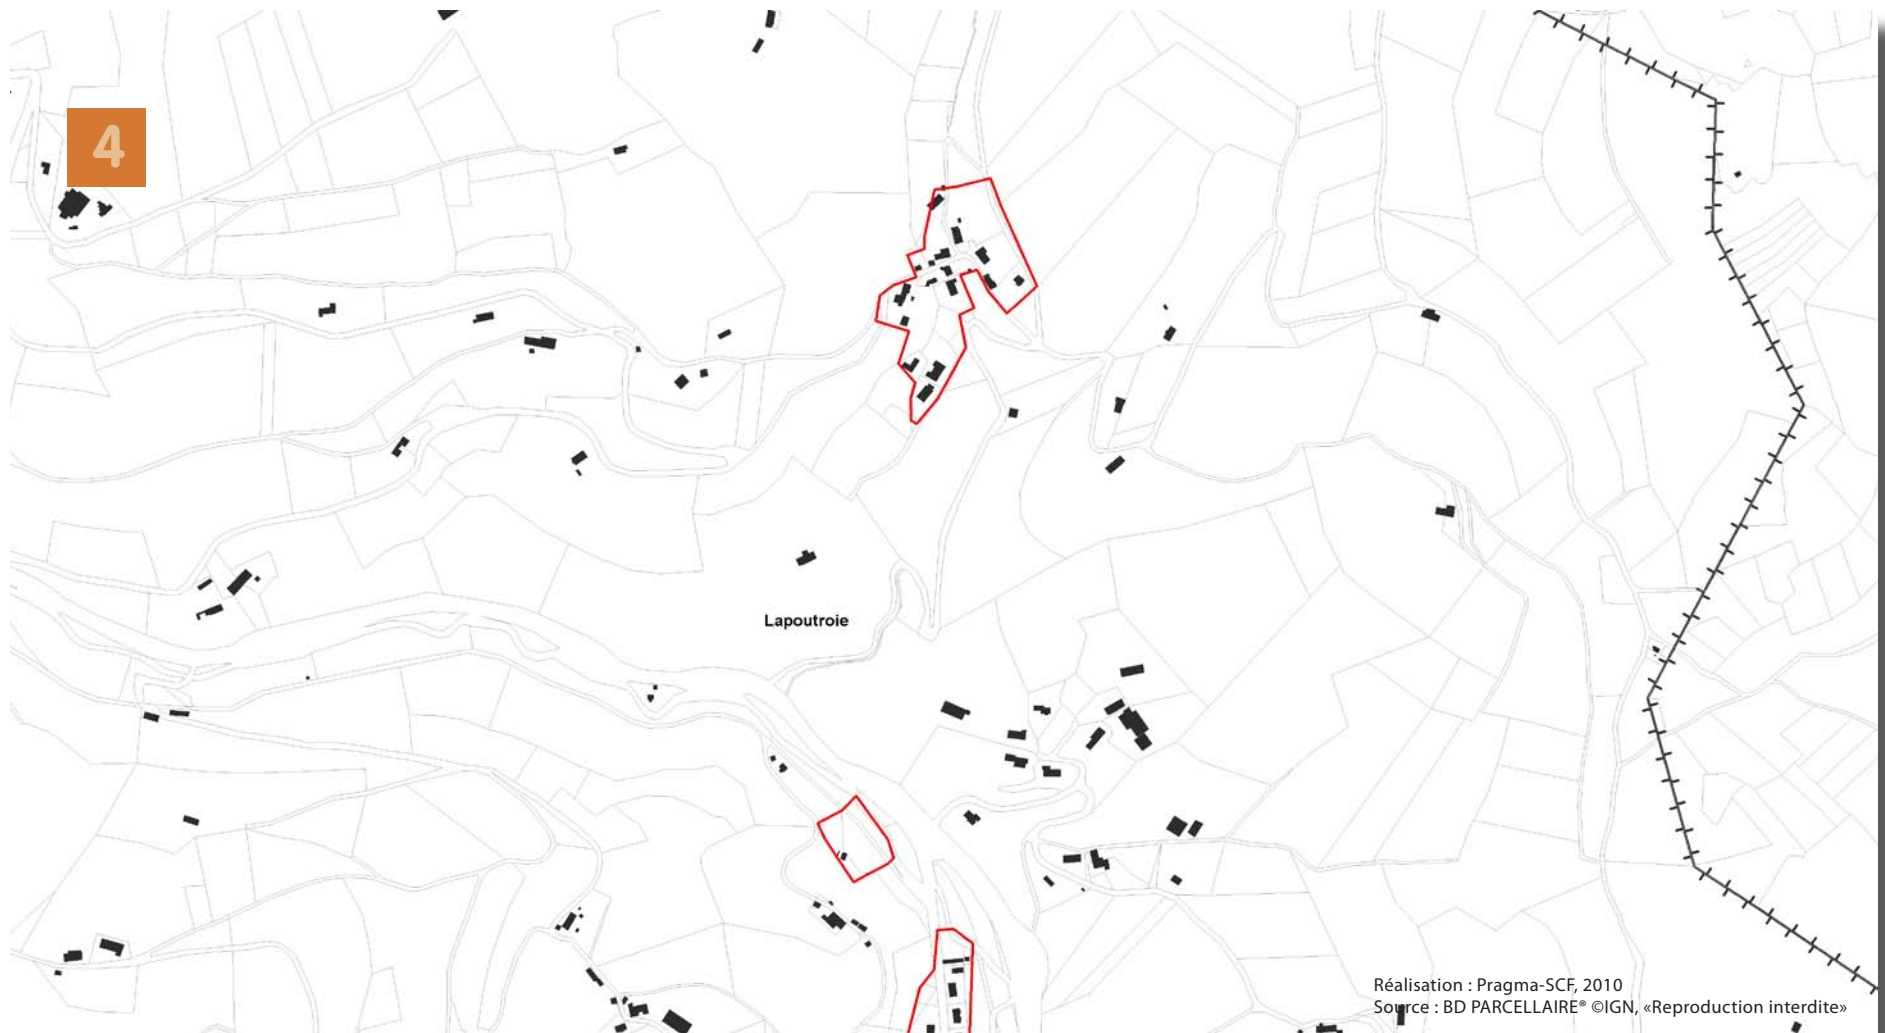 4
Lapoutroie
Réalisation : Pragma-SCF, 2010
Source : BD PARCELLAIRE® ©IGN, «Reproduction interdite»